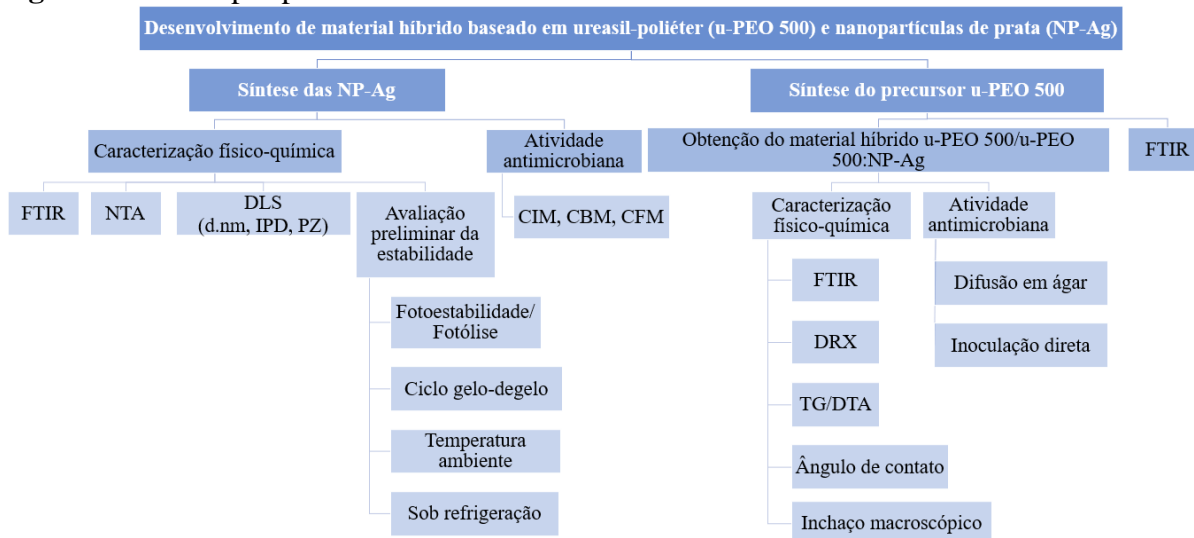 Desenvolvimento de material híbrido baseado em ureasil-poliéter (u-PEO 500) e nanopartículas de prata (NP-Ag)
Síntese das NP-Ag
Síntese do precursor u-PEO 500
Caracterização físico-química
Atividade
antimicrobiana
Obtenção do material híbrido u-PEO 500/u-PEO
500:NP-Ag
FTIR
FTIR
NTA
DLS
(d.nm, IPD, PZ)
Avaliação
preliminar da
estabilidade
CIM, CBM, CFM
Caracterização
físico-química
Atividade
antimicrobiana
Fotoestabilidade/
Fotólise
Ciclo gelo-degelo
Temperatura
ambiente
Sob refrigeração
FTIR
DRX
TG/DTA
Ângulo de contato
Inchaço macroscópico
Difusão em ágar
Inoculação direta